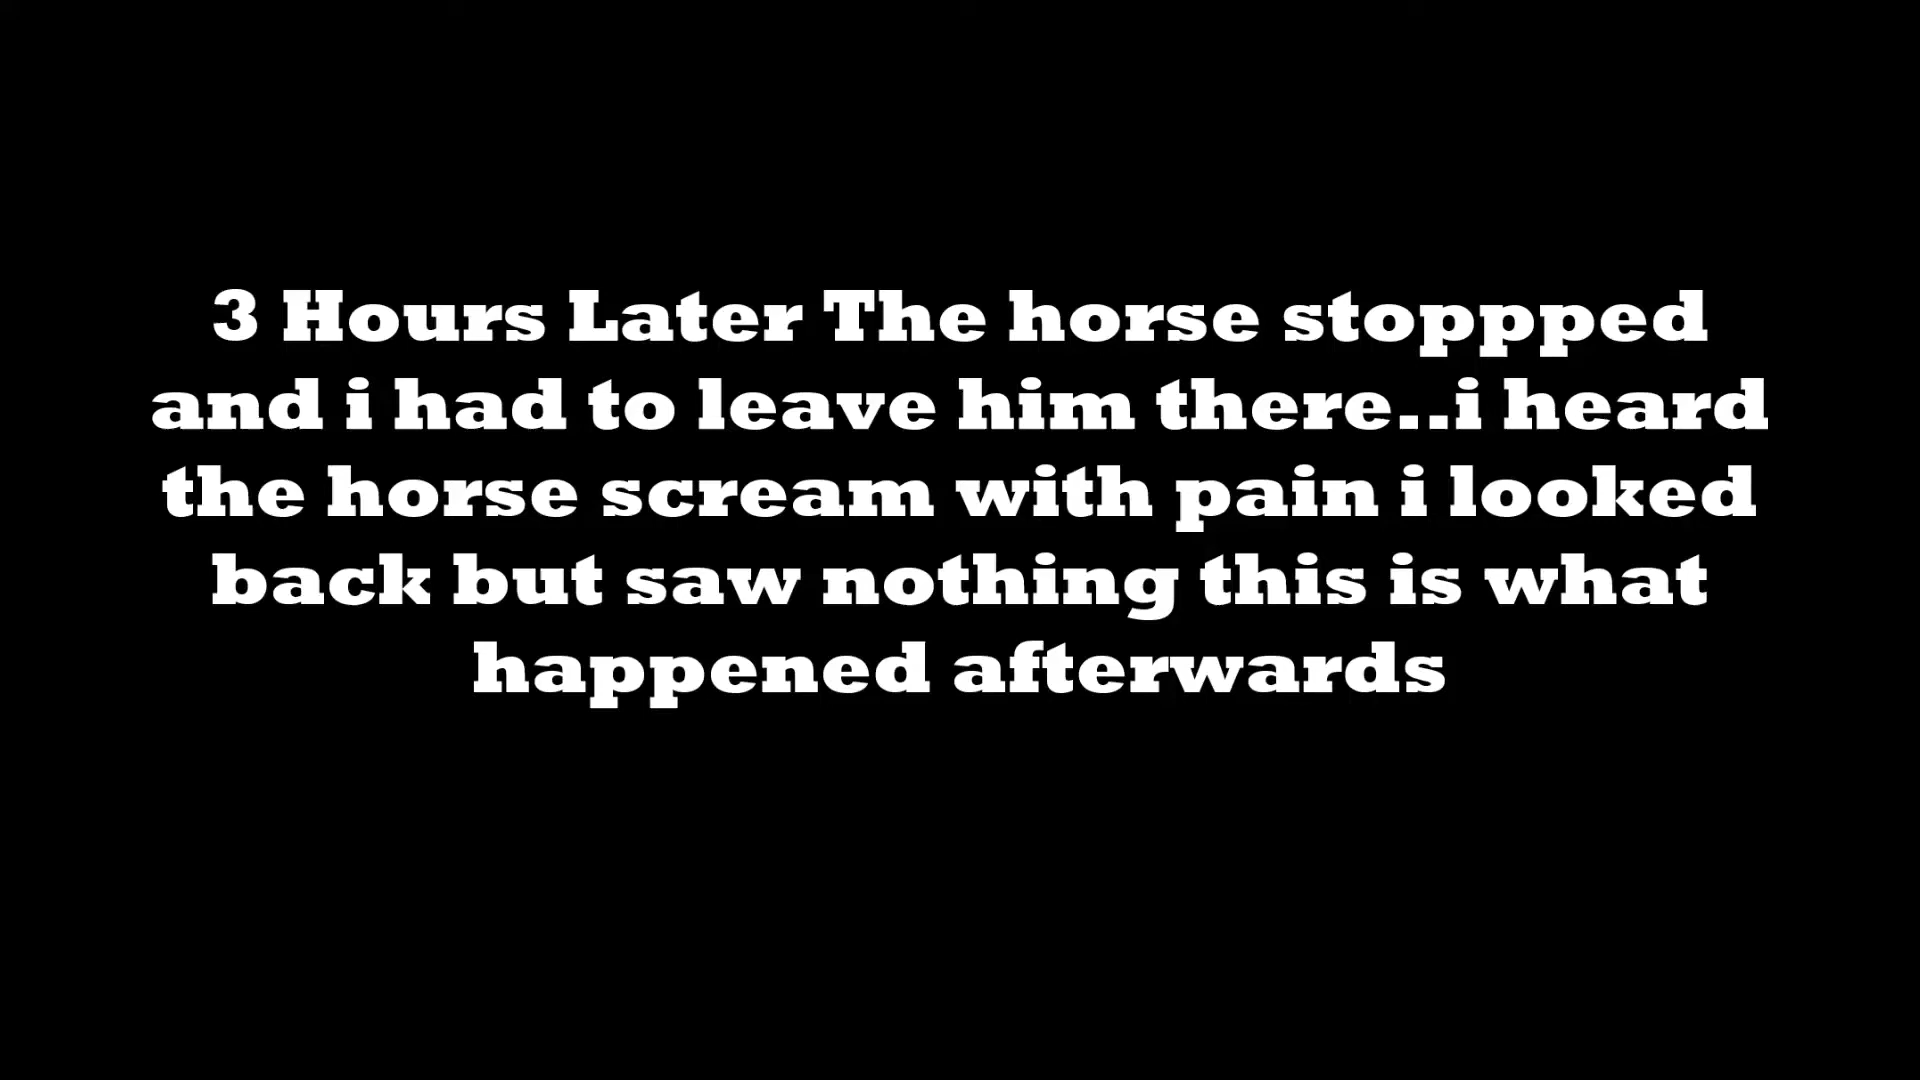 3 Hours Later The horse stoppped
and i had to leave him there..i heard
the horse scream with pain i looked
back but saw nothing this is what
happened afterwards